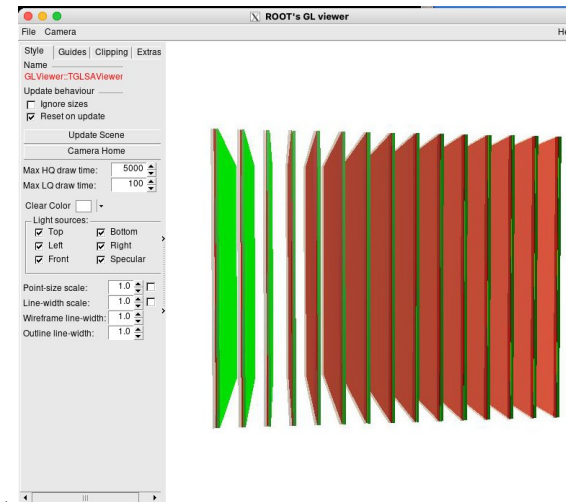 ROOT's GL viewer
File Camera
Style Guides Clipping Extras
Name
GLViewer::TGLSAViewer
Update behaviour
Ignore sizes
Reset on update
Update Scene
Camera Home
Max HQ draw time: 5000
Max LQ draw time: 100
Clear Color
Light sources:
Top Bottom
Left Right
Front Specular
Point-size scale: 1.0
Line-width scale: 1.0
Wireframe line-width: 1.0
Outline line-width: 1.0